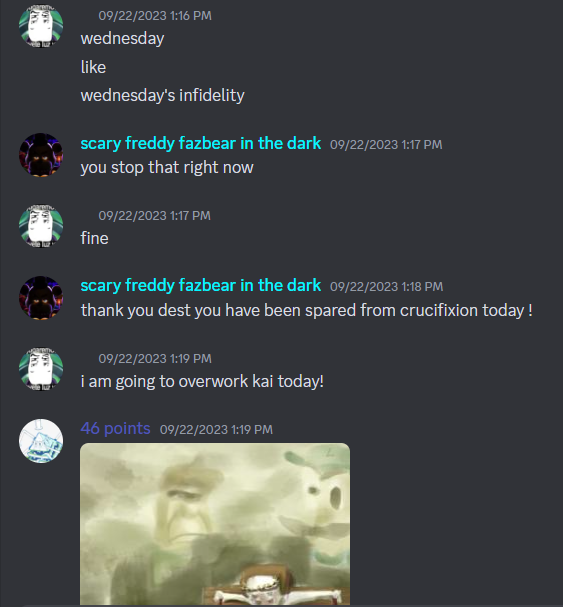 09/22/2023 1:16 PM
wednesday
like
wednesday's infidelity
scary freddy fazbear in the dark 09/22/2023 1:17 PM
you stop that right now
09/22/2023 1:17 PM
fine
scary freddy fazbear in the dark 09/22/2023 1:18 PM
thank you dest you have been spared from crucifixion today !
09/22/2023 1:19 PM
i am going to overwork kai today!
46 points 09/22/2023 1:19 PM